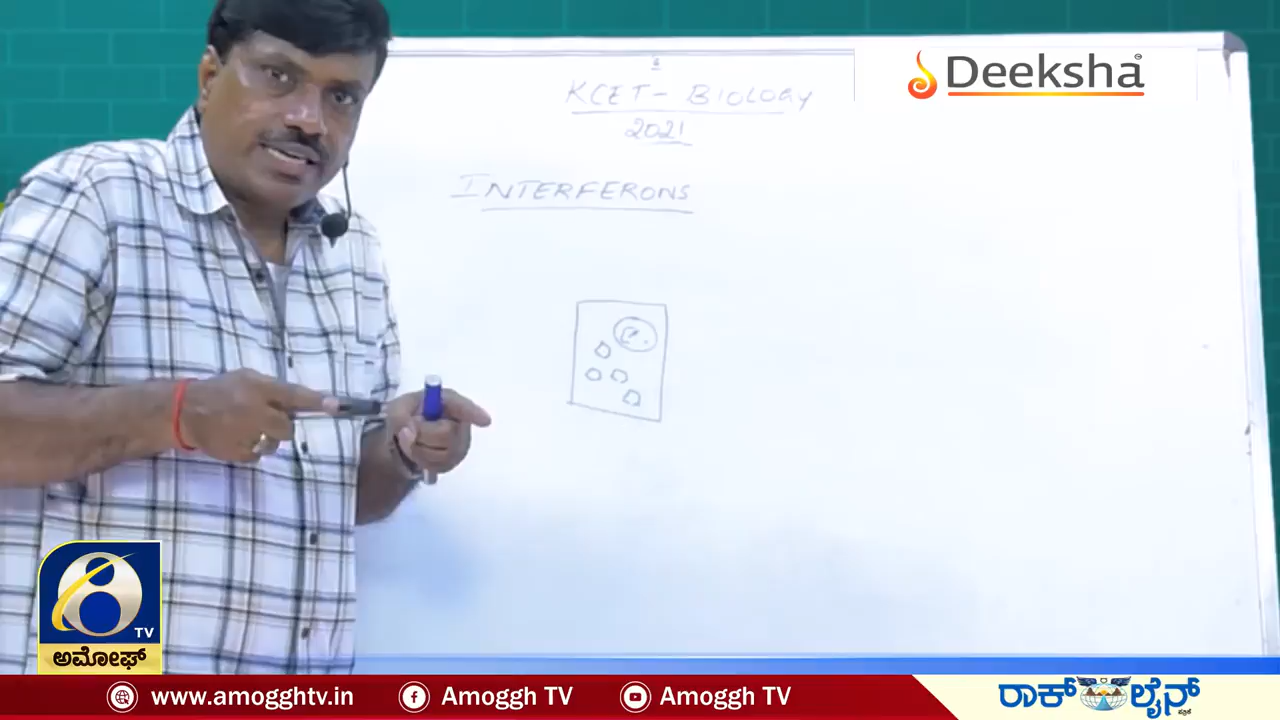 Deeksha
KCET - BIOLOGY
2021
INTERFERONS
TV
ಅಮೋಘ್
www.amogghtv.in
Amoggh TV
Amoggh TV
ರಾಕ್ ಲೈನ್